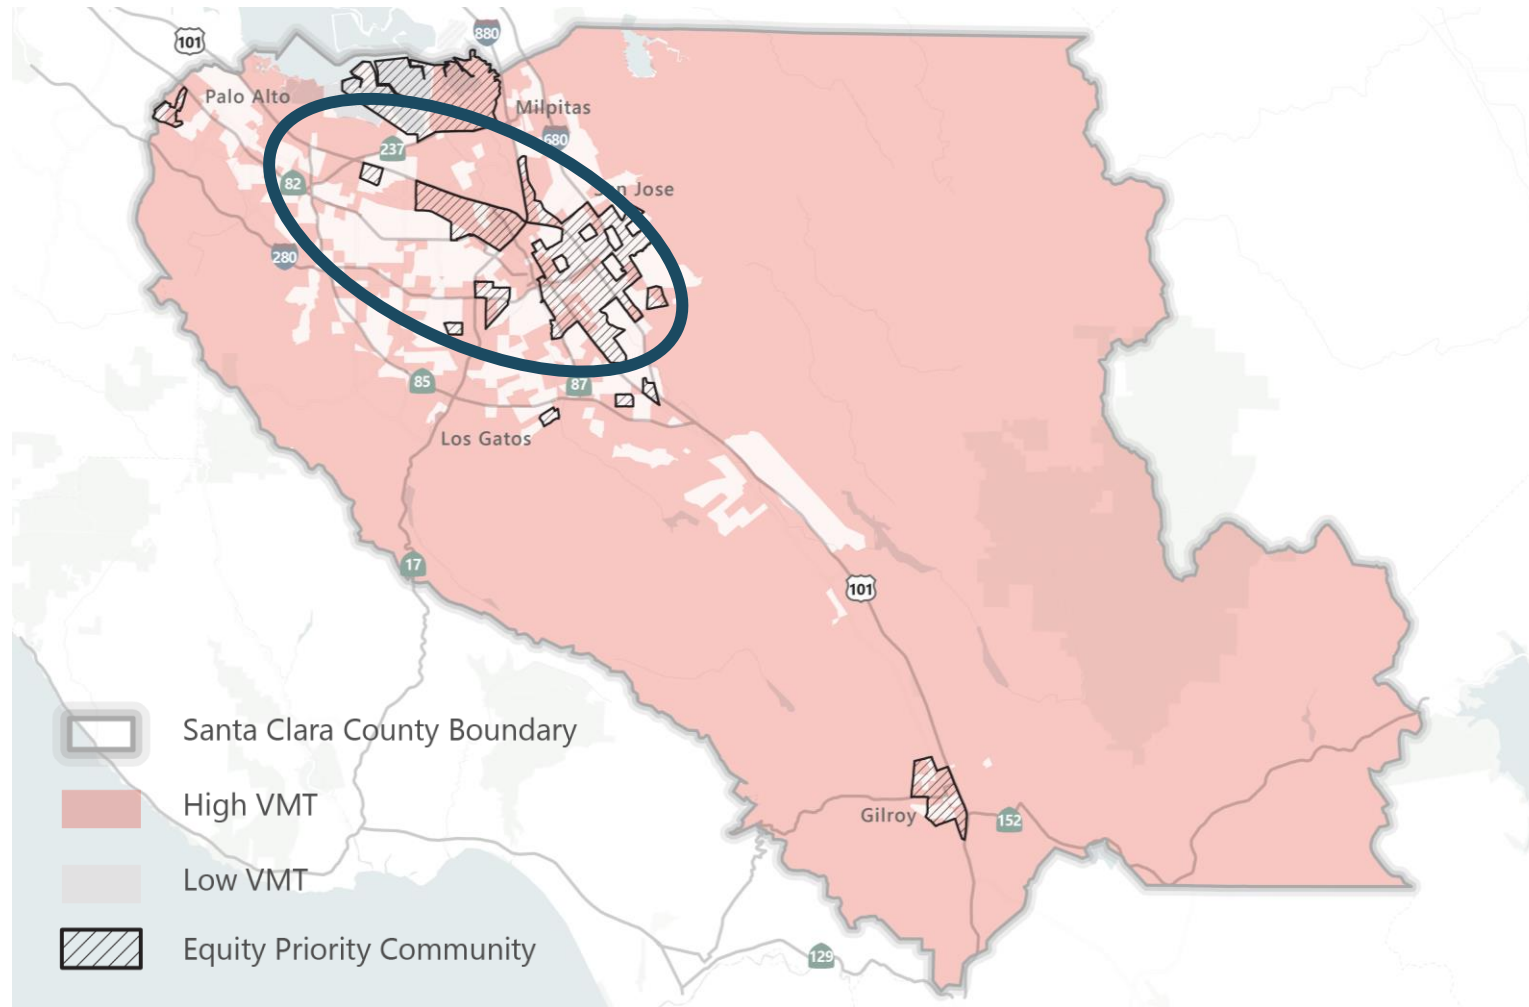 101
880
Palo Alto
Milpitas
680
237
82
San Jose
280
85
87
Los Gatos
17
101
Santa Clara County Boundary
High VMT
Gilroy
152
Low VMT
Equity Priority Community
129